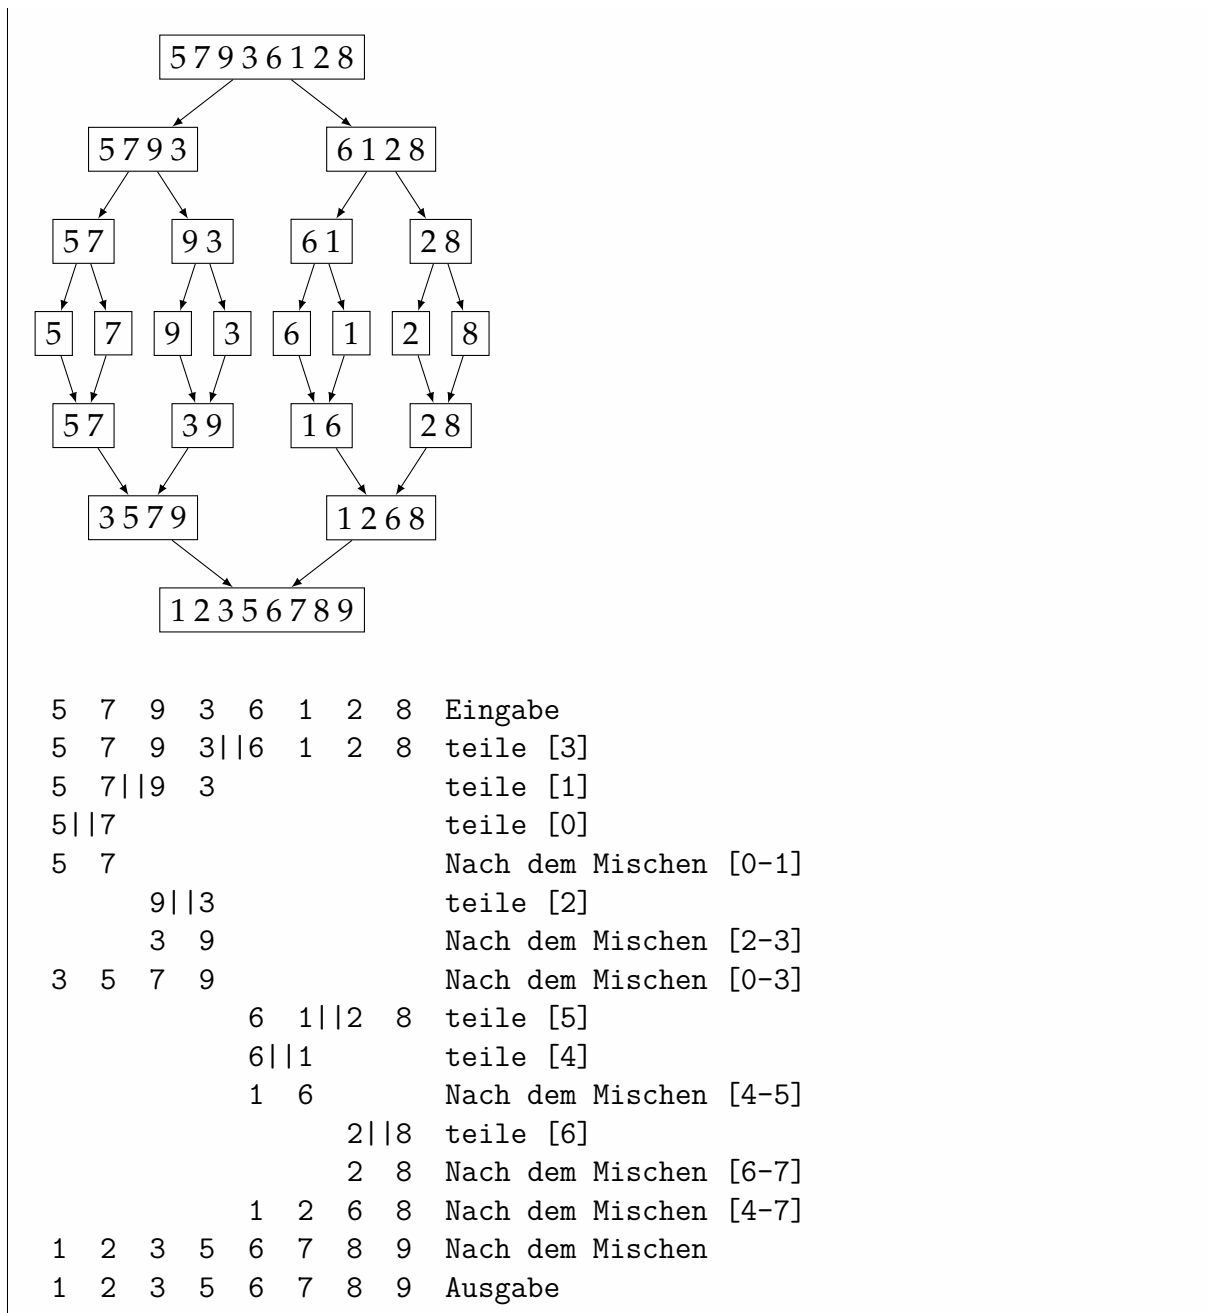 5 7 9 3 6 1 2 8
5 7 9 3 6 1 2 8
5 7 9 3 6 1 2 8
5 7 9 3 6 1 2 8
5 7 3 9 1 6 2 8
3 5 7 9 1 2 6 8
1 2 3 5 6 7 8 9
5 7 9 3 6 1 2 8 Eingabe
5 7 9 3||6 1 2 8 teile [3]
5 7||9 3 teile [1]
5||7 teile [0]
5 7 Nach dem Mischen [0-1]
9||3 teile [2]
3 9 Nach dem Mischen [2-3]
3 5 7 9 Nach dem Mischen [0-3]
6 1||2 8 teile [5]
6||1 teile [4]
1 6 Nach dem Mischen [4-5]
2||8 teile [6]
2 8 Nach dem Mischen [6-7]
1 2 6 8 Nach dem Mischen [4-7]
1 2 3 5 6 7 8 9 Nach dem Mischen
1 2 3 5 6 7 8 9 Ausgabe